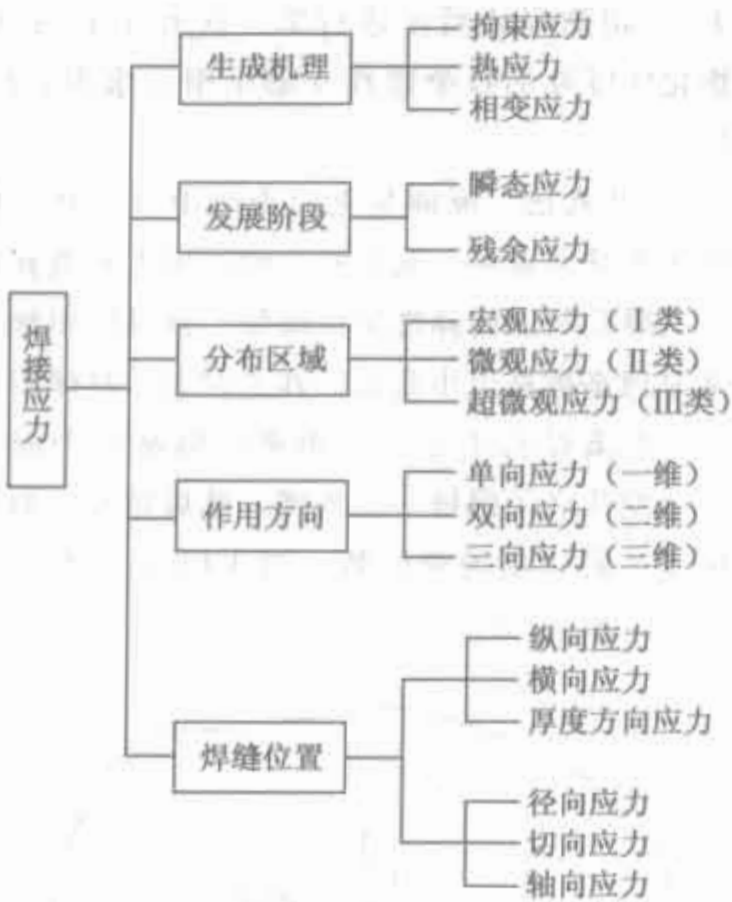 焊接应力
生成机理
拘束应力
热应力
相变应力
发展阶段
瞬态应力
残余应力
分布区域
宏观应力（Ⅰ类）
微观应力（Ⅱ类）
超微观应力（Ⅲ类）
作用方向
单向应力（一维）
双向应力（二维）
三向应力（三维）
焊缝位置
纵向应力
横向应力
厚度方向应力
径向应力
切向应力
轴向应力